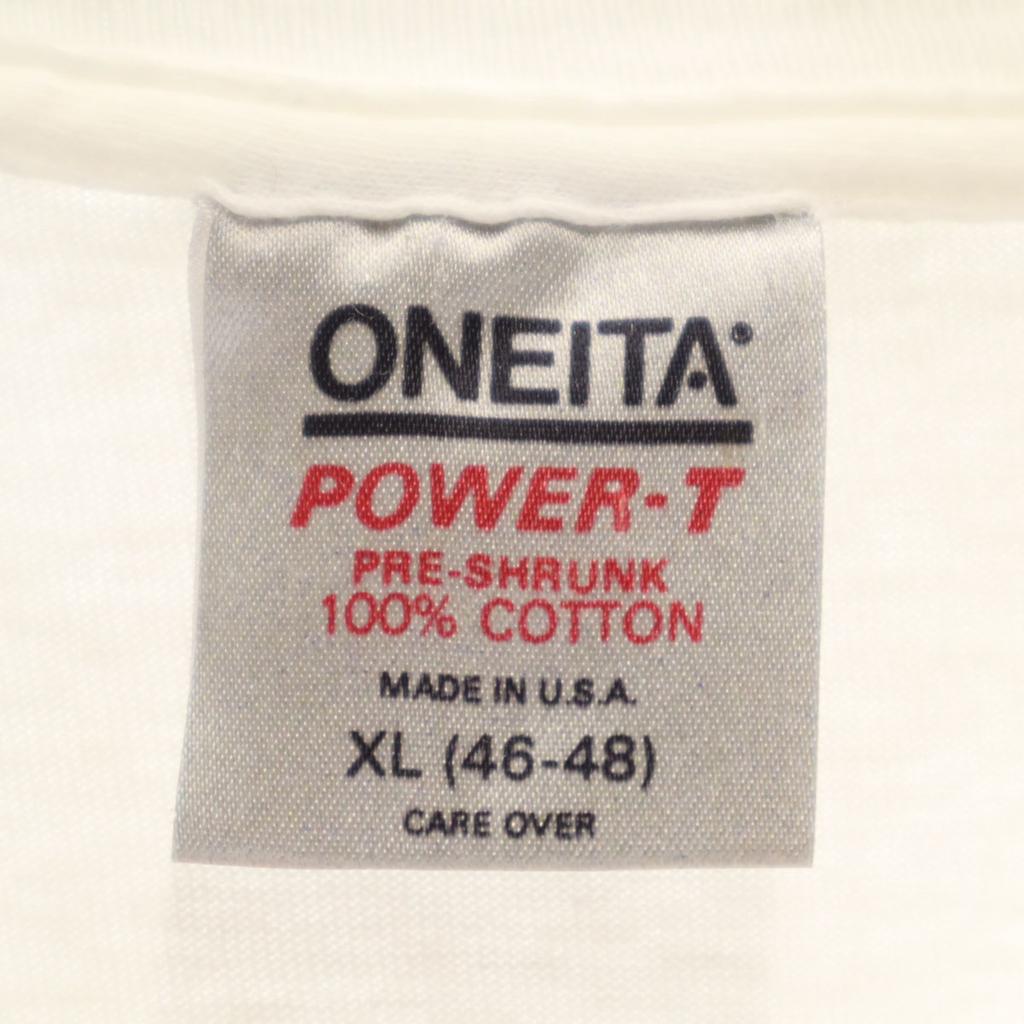 ONEITA
POWER-T
PRE-SHRUNK
100% COTTON
MADE IN U.S.A.
XL (46-48)
CARE OVER